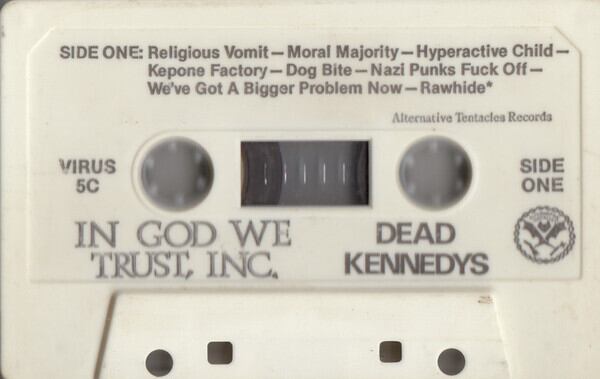 SIDE ONE: Religious Vomit — Moral Majority — Hyperactive Child —
Kepone Factory — Dog Bite — Nazi Punks Fuck Off —
We've Got A Bigger Problem Now — Rawhide*
Alternative Tentacles Records
VIRUS
5C
SIDE
ONE
IN GOD WE
TRUST, INC.
DEAD
KENNEDYS